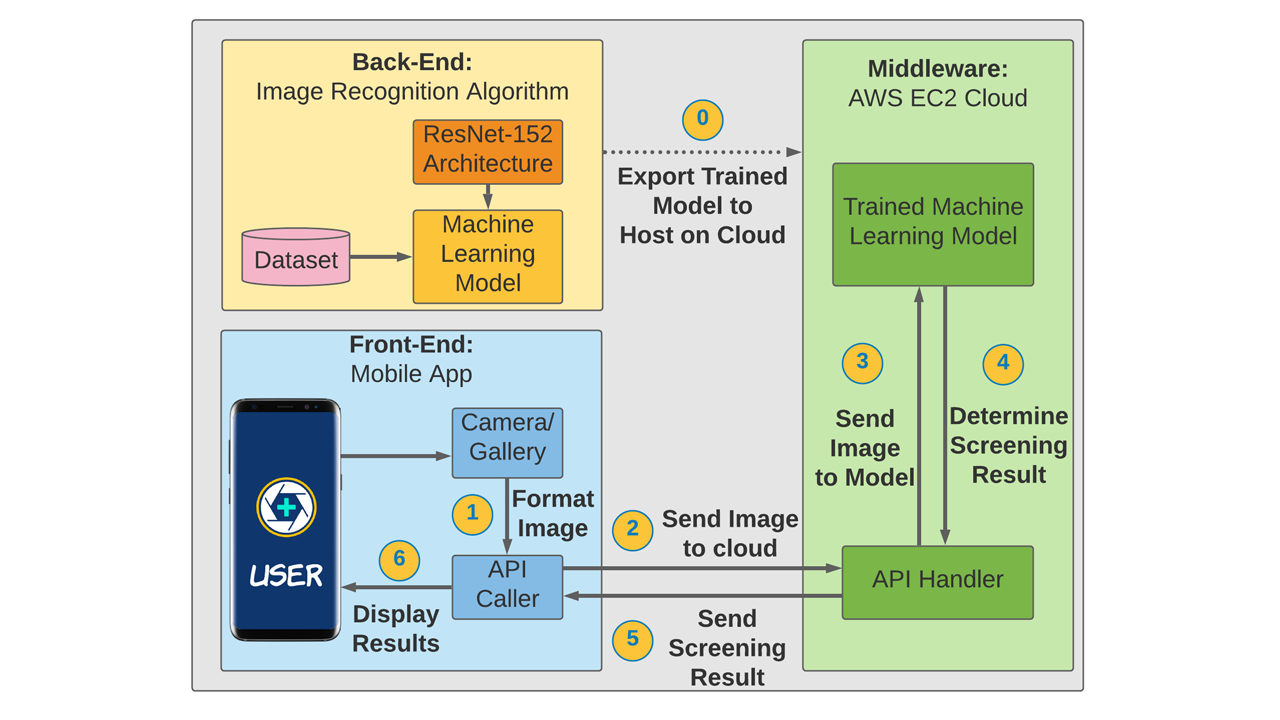 Back-End:
Image Recognition Algorithm
ResNet-152
Architecture
Machine
Learning
Model
Dataset
0
Export Trained
Model to
Host on Cloud
Middleware:
AWS EC2 Cloud
Trained Machine
Learning Model
3
Send
Image
to Model
4
Determine
Screening
Result
API Handler
Front-End:
Mobile App
USER
Camera/
Gallery
1
Format
Image
API
Caller
2
Send Image
to cloud
5
Send
Screening
Result
6
Display
Results